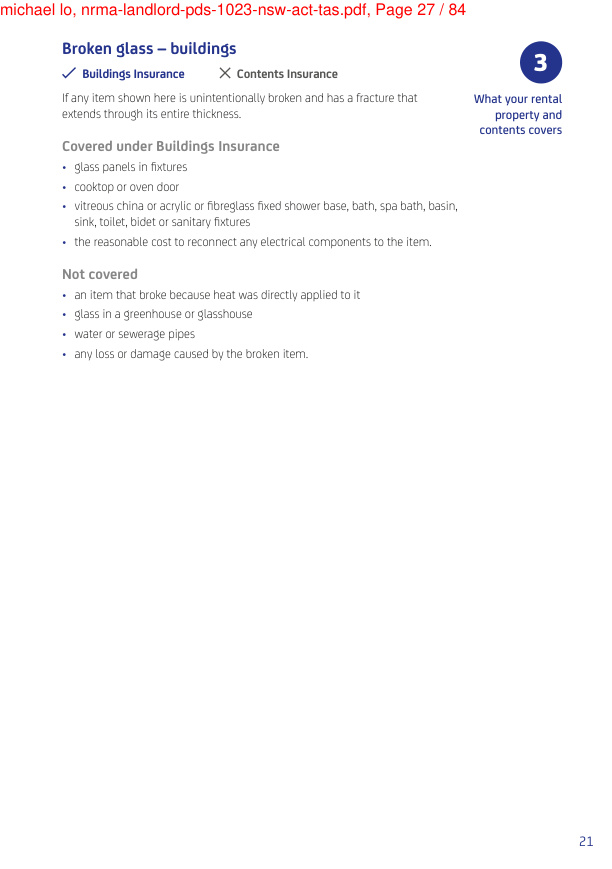 michael lo, nrma-landlord-pds-1023-nsw-act-tas.pdf, Page 27 / 84
Broken glass – buildings
Buildings Insurance
Contents Insurance
If any item shown here is unintentionally broken and has a fracture that
extends through its entire thickness.
3
What your rental
property and
contents covers
Covered under Buildings Insurance
• glass panels in fixtures
• cooktop or oven door
• vitreous china or acrylic or fibreglass fixed shower base, bath, spa bath, basin,
sink, toilet, bidet or sanitary fixtures
• the reasonable cost to reconnect any electrical components to the item.
Not covered
• an item that broke because heat was directly applied to it
• glass in a greenhouse or glasshouse
• water or sewerage pipes
• any loss or damage caused by the broken item.
21